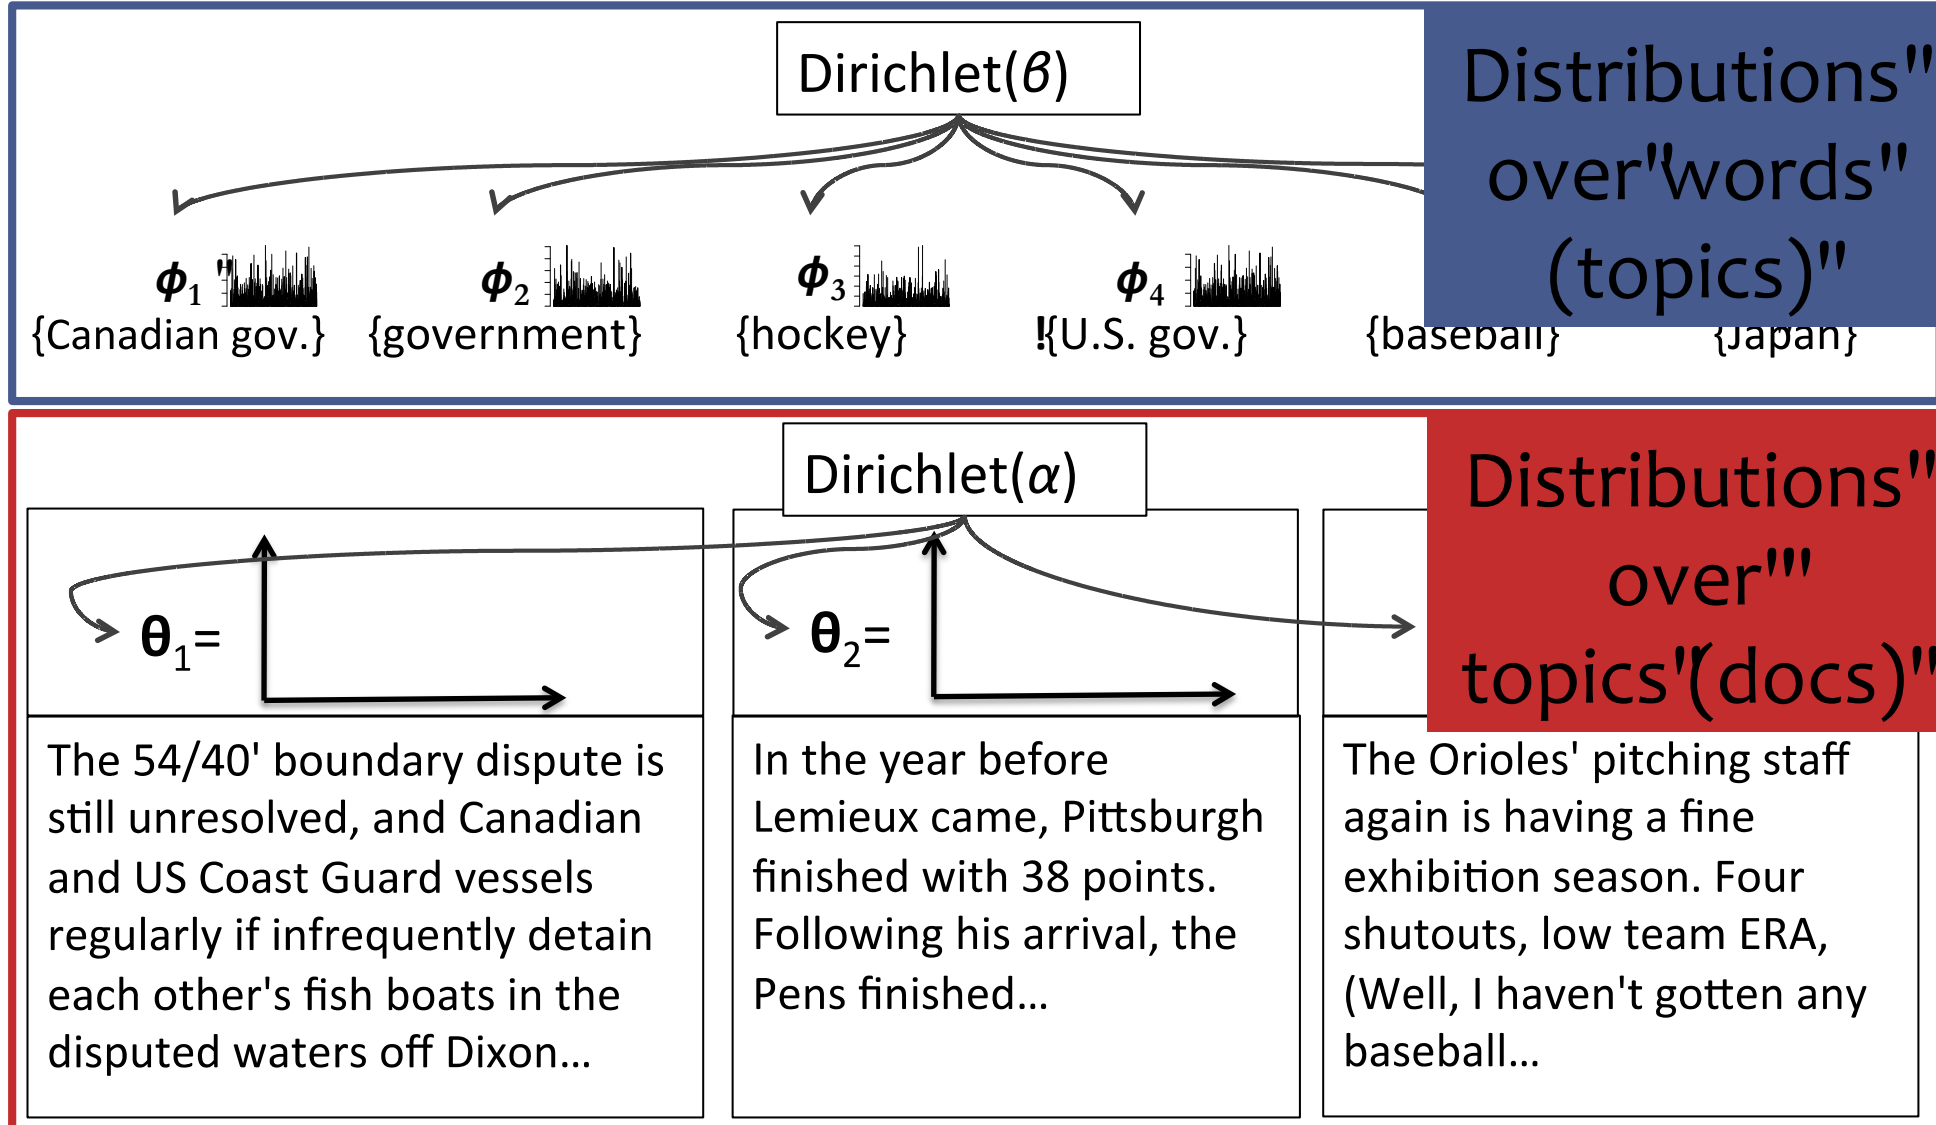 Dirichlet(β)
Distributions"
over"words"
(topics)"
ϕ1 "
ϕ2
ϕ3
ϕ4
{Canadian gov.} {government} {hockey} !{U.S. gov.} {baseball} {Japan}
Dirichlet(α)
Distributions"
over"'"
topics"(docs)"
θ1=
θ2=
The 54/40' boundary dispute is
still unresolved, and Canadian
and US Coast Guard vessels
regularly if infrequently detain
each other's fish boats in the
disputed waters off Dixon…
In the year before
Lemieux came, Pittsburgh
finished with 38 points.
Following his arrival, the
Pens finished…
The Orioles' pitching staff
again is having a fine
exhibition season. Four
shutouts, low team ERA,
(Well, I haven't gotten any
baseball…